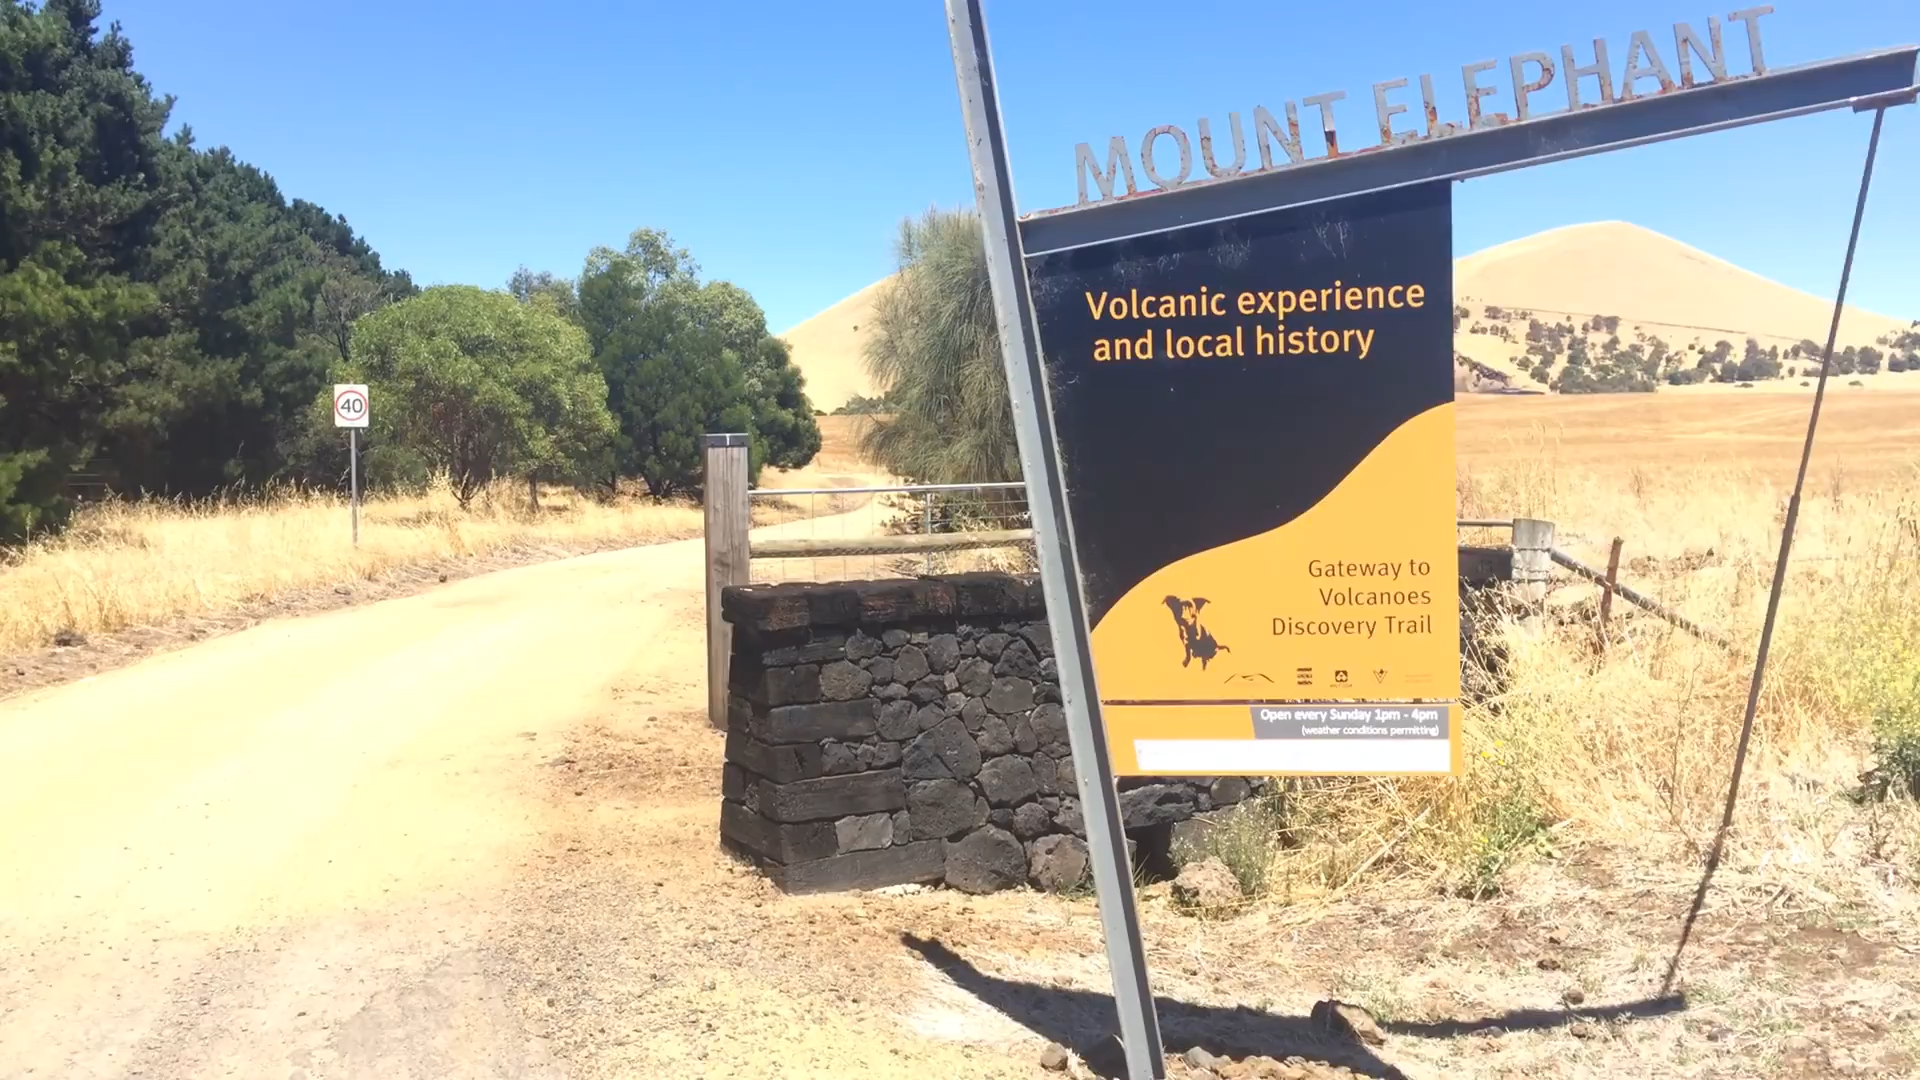 MOUNT ELEPHANT
40
Volcanic experience
and local history
Gateway to
Volcanoes
Discovery Trail
Open every Sunday 1pm - 4pm
(weather conditions permitting)